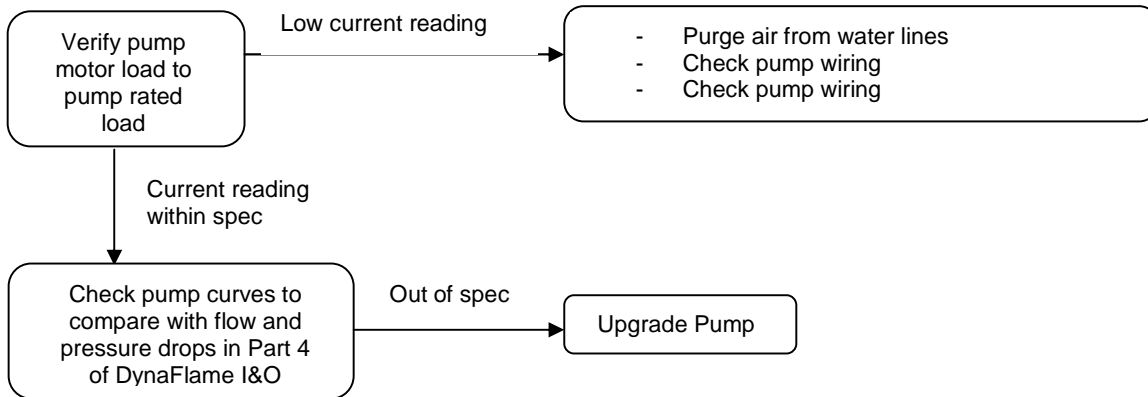 Verify pump
motor load to
pump rated
load
Low current reading
- Purge air from water lines
- Check pump wiring
- Check pump wiring
Current reading
within spec
Check pump curves to
compare with flow and
pressure drops in Part 4
of DynaFlame I&O
Out of spec
Upgrade Pump